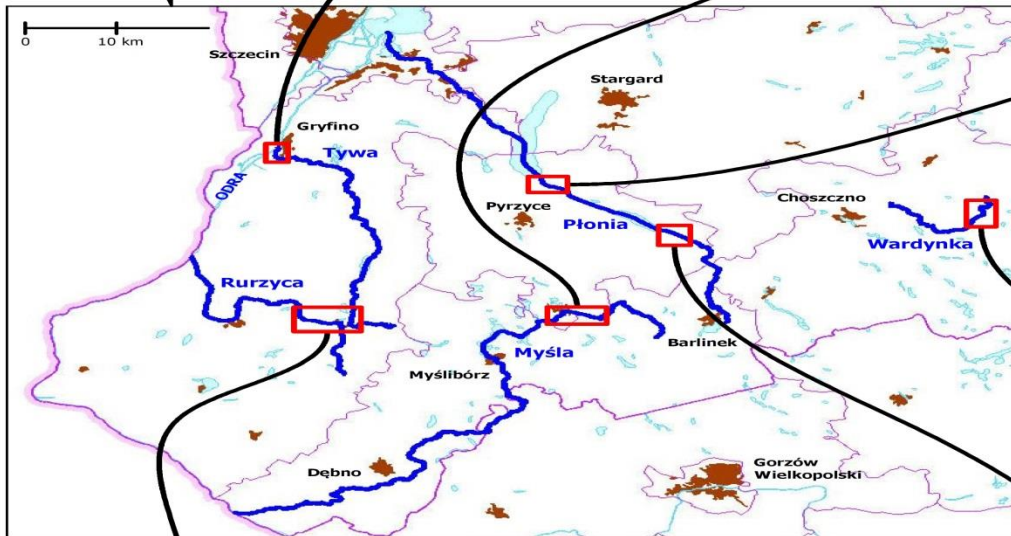 0 10 km
Szczecin
Stargard
Gryfino
Tywa
ODRA
Pyrzyce
Płonia
Choszczno
Wardynka
Rurzyca
Myśla
Barlinek
Myślibórz
Dębno
Gorzów
Wielkopolski